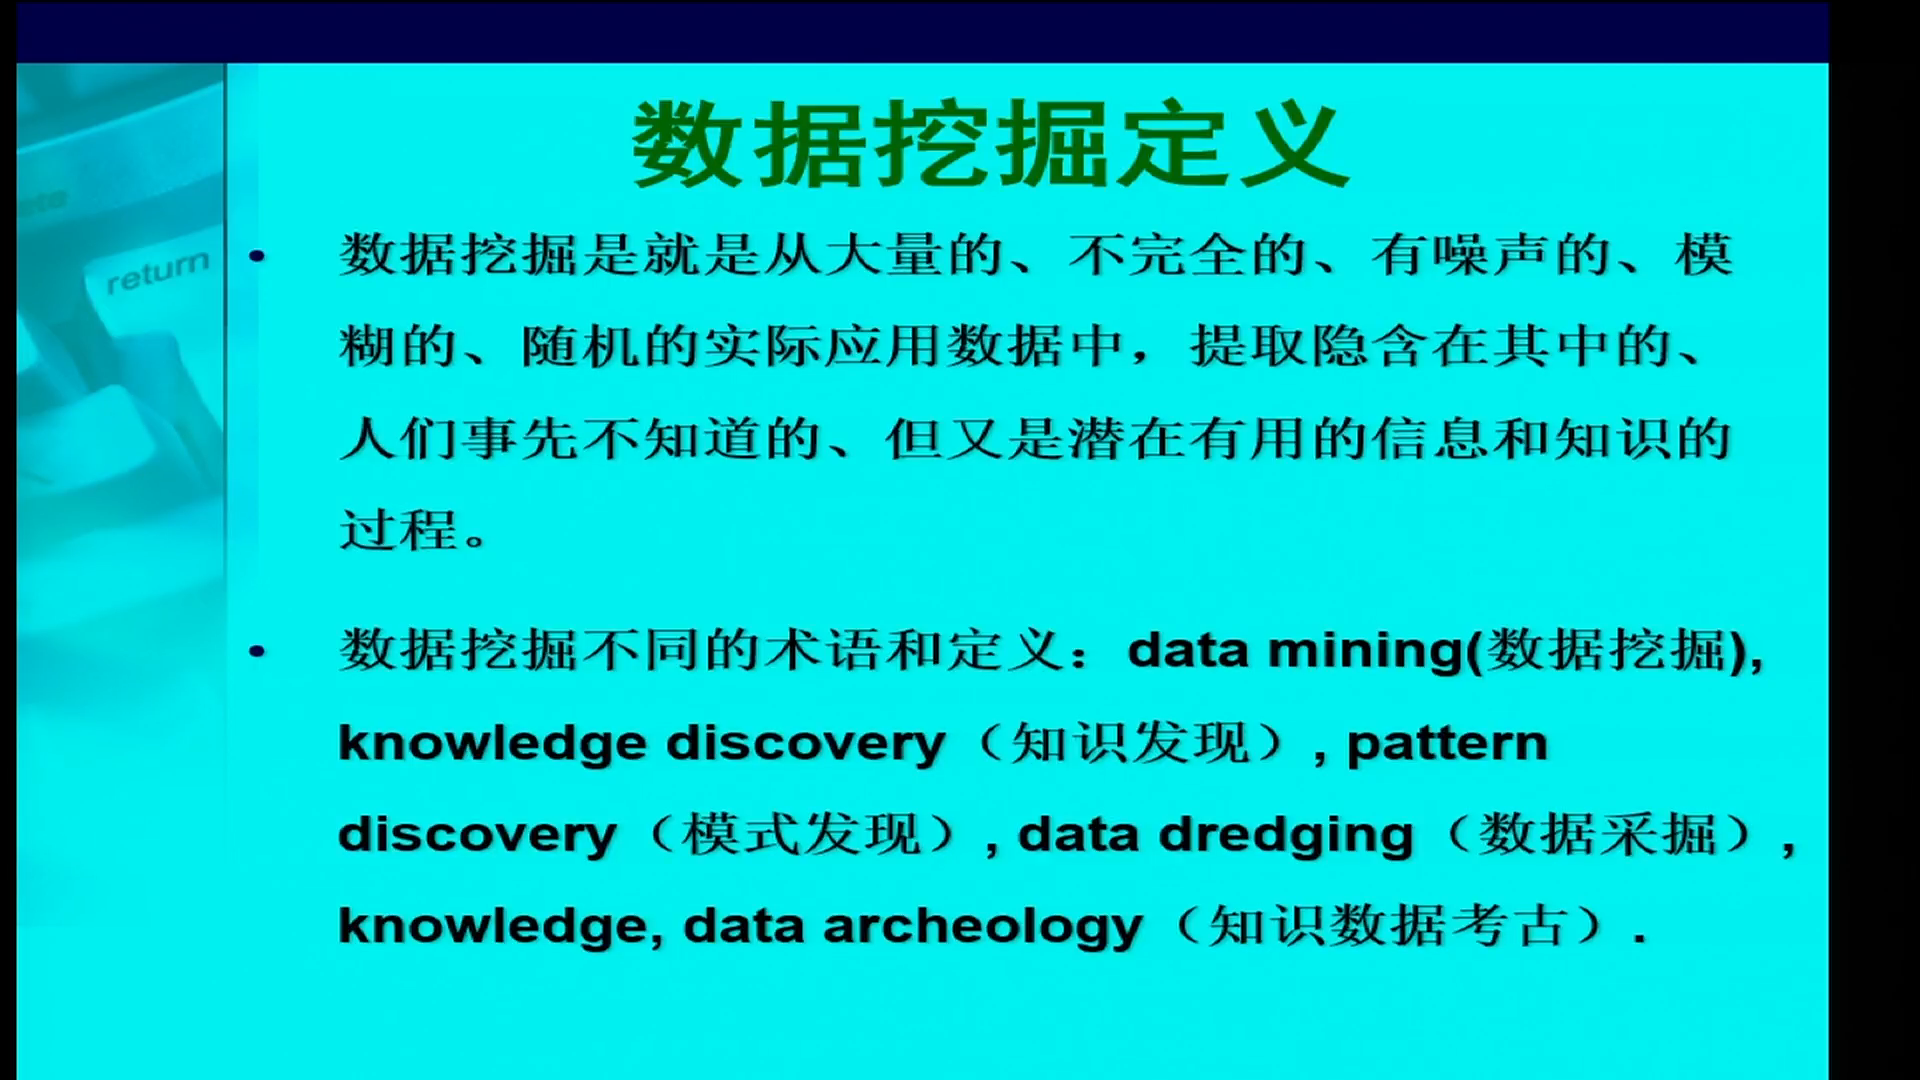 数据挖掘定义
return
• 数据挖掘是就是从大量的、不完全的、有噪声的、模
糊的、随机的实际应用数据中，提取隐含在其中的、
人们事先不知道的、但又是潜在有用的信息和知识的
过程。
• 数据挖掘不同的术语和定义：data mining(数据挖掘),
knowledge discovery（知识发现）, pattern
discovery（模式发现）, data dredging（数据采掘）,
knowledge, data archeology（知识数据考古）.